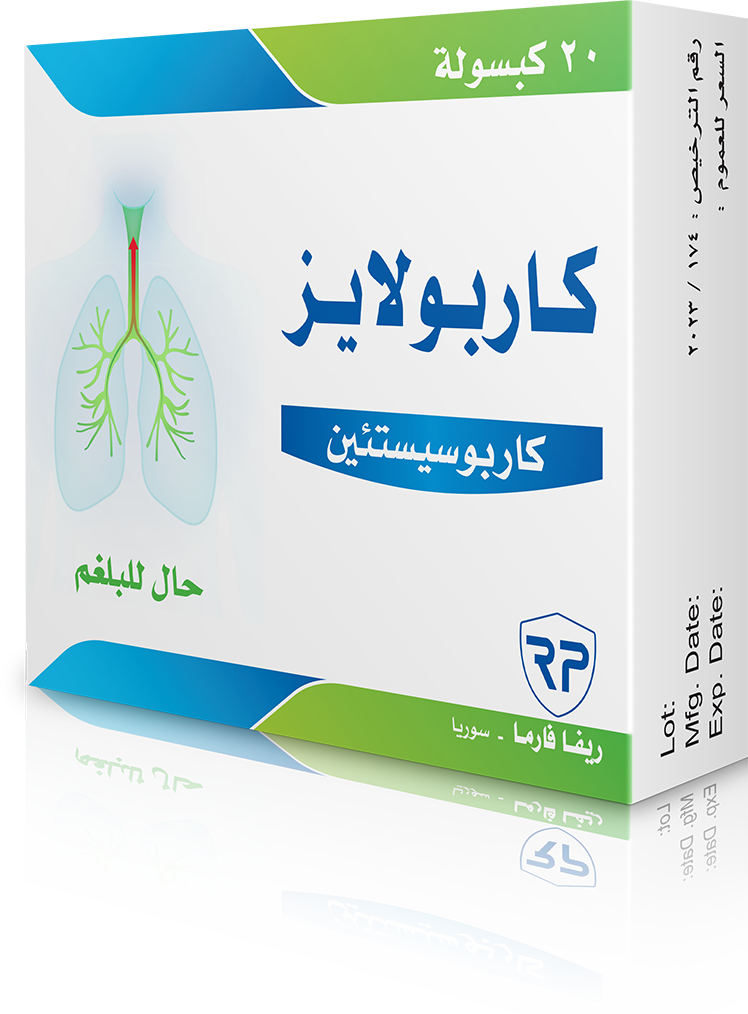 ٢٠ كبسولة
كاربولايز
كاربوسيستئين
حال للبلغم
RP
ريفا فارما - سوريا
رقم الترخيص : ١٧٤ / ٢٠٢٣
السعر للعموم :
Lot:
Mfg. Date:
Exp. Date: